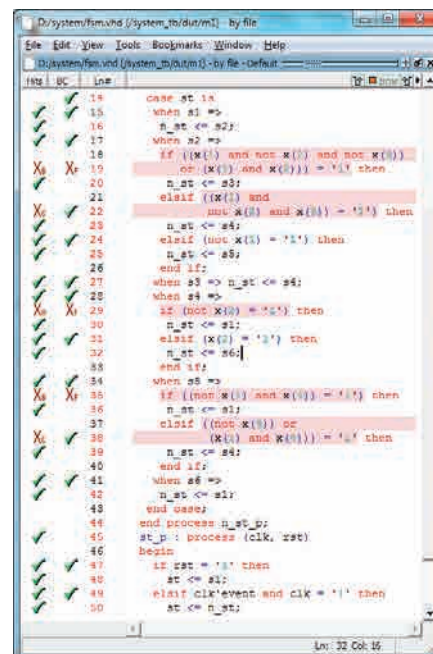 D:/system/fsm.vhd (/system_tb/dut/m1) - by file
File Edit View Tools Bookmarks Window Help
D:/system/fsm.vhd (/system_tb/dut/m1) - by file - Default
Hits BC Ln#
14 case st is
15 when s1 =>
16 n_st <= s2;
17 when s2 =>
18 if ((x(1) and not x(2) and not
19 or (x(1) and x(2))) = '1' then
20 n_st <= s3;
21 elsif ((x(1) and
22 not x(2) and = '1') then
23 n_st <= s4;
24 elsif (not x(1) = '1') then
25 n_st <= s5;
26 end if;
27 when s3 => n_st <= s4;
28 when s4 =>
29 if (not x(2) = '1') then
30 n_st <= s1;
31 elsif (x(2) = '1') then
32 n_st <= s6;
33 end if;
34 when s5 =>
35 if ((not and = '1') then
36 n_st <= s1;
37 elsif ((not or
38 and = '1' then
39 n_st <= s4;
40 end if;
41 when s6 =>
42 n_st <= s1;
43 end case;
44 end process n_st_p;
45 st_p : process (clk, rst)
46 begin
47 if rst = '1' then
48 st <= s1;
49 elsif clk'event and clk = '1' then
50 st <= n_st;
Ln: 32 Col: 16